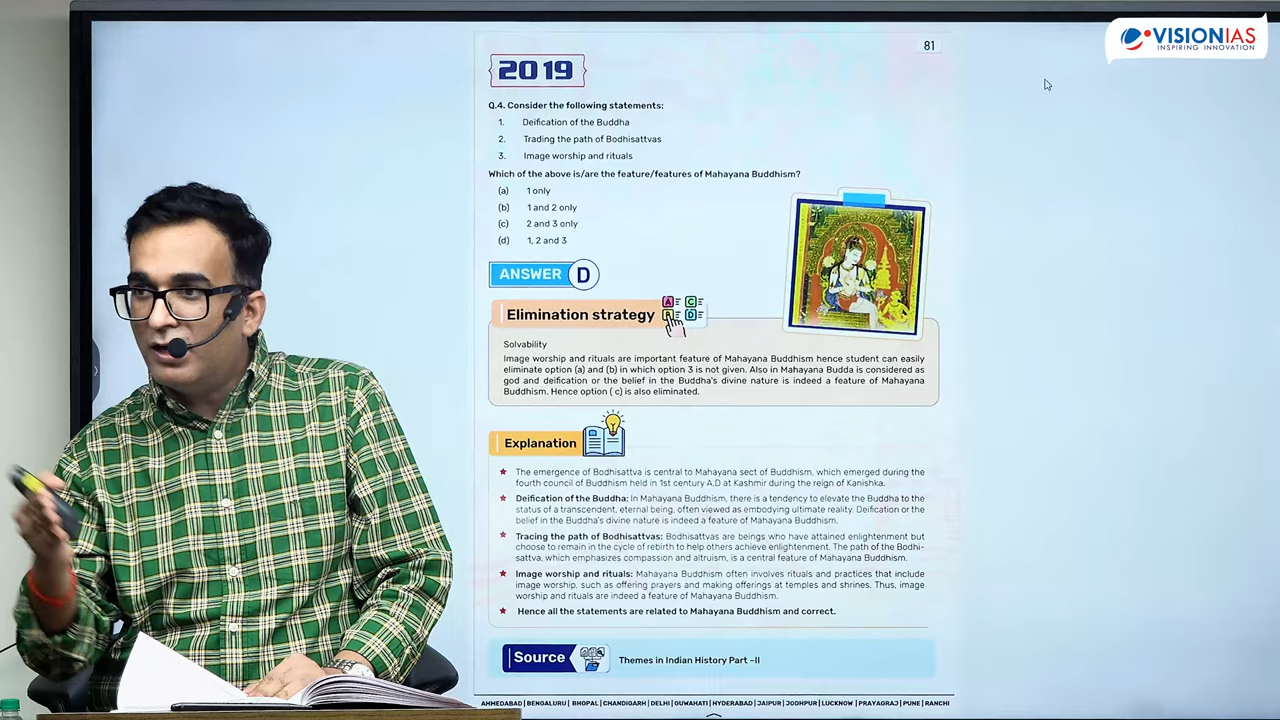 VISIONIAS
INSPIRING INNOVATION
81
2019
Q.4. Consider the following statements:
1. Deification of the Buddha
2. Trading the path of Bodhisattvas
3. Image worship and rituals
Which of the above is/are the feature/features of Mahayana Buddhism?
(a) 1 only
(b) 1 and 2 only
(c) 2 and 3 only
(d) 1, 2 and 3
ANSWER D
Elimination strategy
A C
B D
Solvability
Image worship and rituals are important feature of Mahayana Buddhism hence student can easily
eliminate option (a) and (b) in which option 3 is not given. Also in Mahayana Budda is considered as
god and deification or the belief in the Buddha's divine nature is indeed a feature of Mahayana
Buddhism. Hence option ( c) is also eliminated.
Explanation
The emergence of Bodhisattva is central to Mahayana sect of Buddhism, which emerged during the
fourth council of Buddhism held in 1st century A.D at Kashmir during the reign of Kanishka.
Deification of the Buddha: In Mahayana Buddhism, there is a tendency to elevate the Buddha to the
status of a transcendent, eternal being, often viewed as embodying ultimate reality. Deification or the
belief in the Buddha's divine nature is indeed a feature of Mahayana Buddhism.
Tracing the path of Bodhisattvas: Bodhisattvas are beings who have attained enlightenment but
choose to remain in the cycle of rebirth to help others achieve enlightenment. The path of the Bodhi-
sattva, which emphasizes compassion and altruism, is a central feature of Mahayana Buddhism.
Image worship and rituals: Mahayana Buddhism often involves rituals and practices that include
image worship, such as offering prayers and making offerings at temples and shrines. Thus, image
worship and rituals are indeed a feature of Mahayana Buddhism.
Hence all the statements are related to Mahayana Buddhism and correct.
Source
Themes in Indian History Part –II
AHMEDABAD | BENGALURU | BHOPAL | CHANDIGARH | DELHI | GUWAHATI | HYDERABAD | JAIPUR | JODHPUR | LUCKNOW | PRAYAGRAJ | PUNE | RANCHI